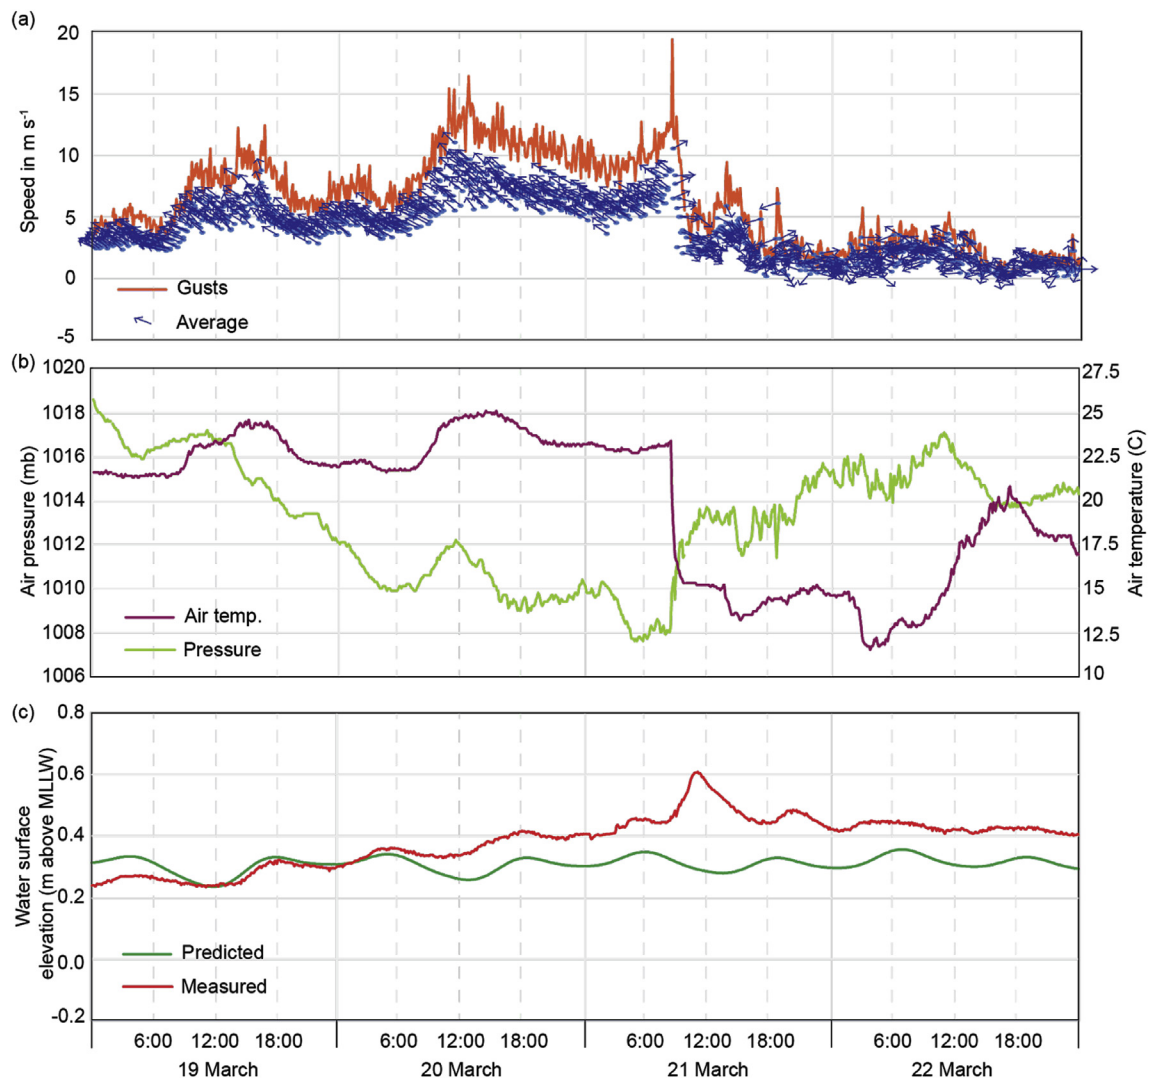 (a)
20
15
10
5
0
-5
Speed in m s⁻¹
Gusts
Average
(b)
1020
1018
1016
1014
1012
1010
1008
1006
Air pressure (mb)
27.5
25
22.5
20
17.5
15
12.5
10
Air temperature (C)
Air temp.
Pressure
(c)
0.8
0.6
0.4
0.2
0.0
-0.2
Water surface
elevation (m above MLLW)
Predicted
Measured
6:00 12:00 18:00 6:00 12:00 18:00 6:00 12:00 18:00 6:00 12:00 18:00
19 March 20 March 21 March 22 March